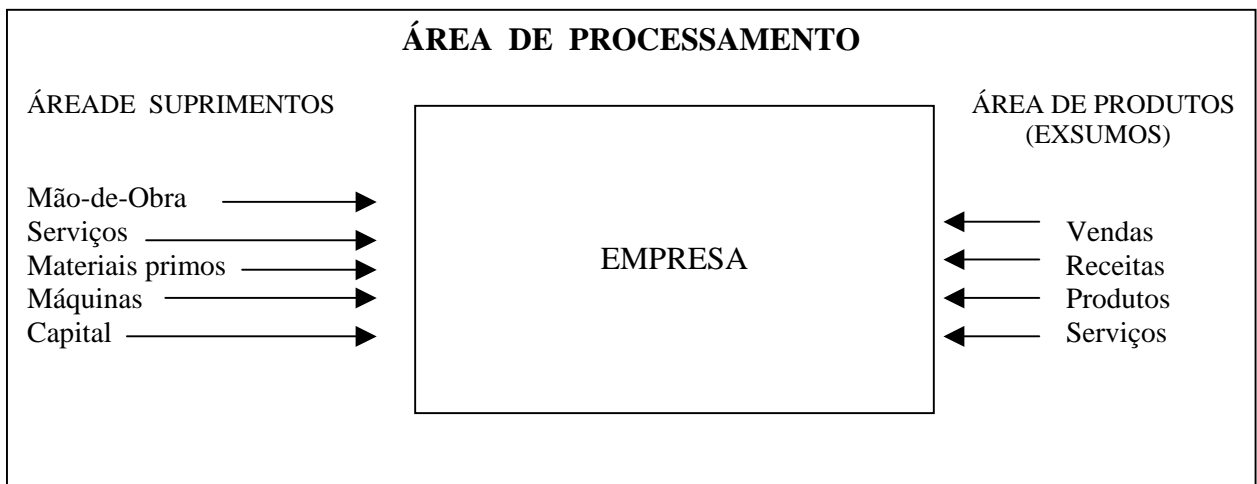 ÁREA DE PROCESSAMENTO
ÁREADE SUPRIMENTOS
Mão-de-Obra
Serviços
Materiais primos
Máquinas
Capital
EMPRESA
ÁREA DE PRODUTOS
(EXSUMOS)
Vendas
Receitas
Produtos
Serviços